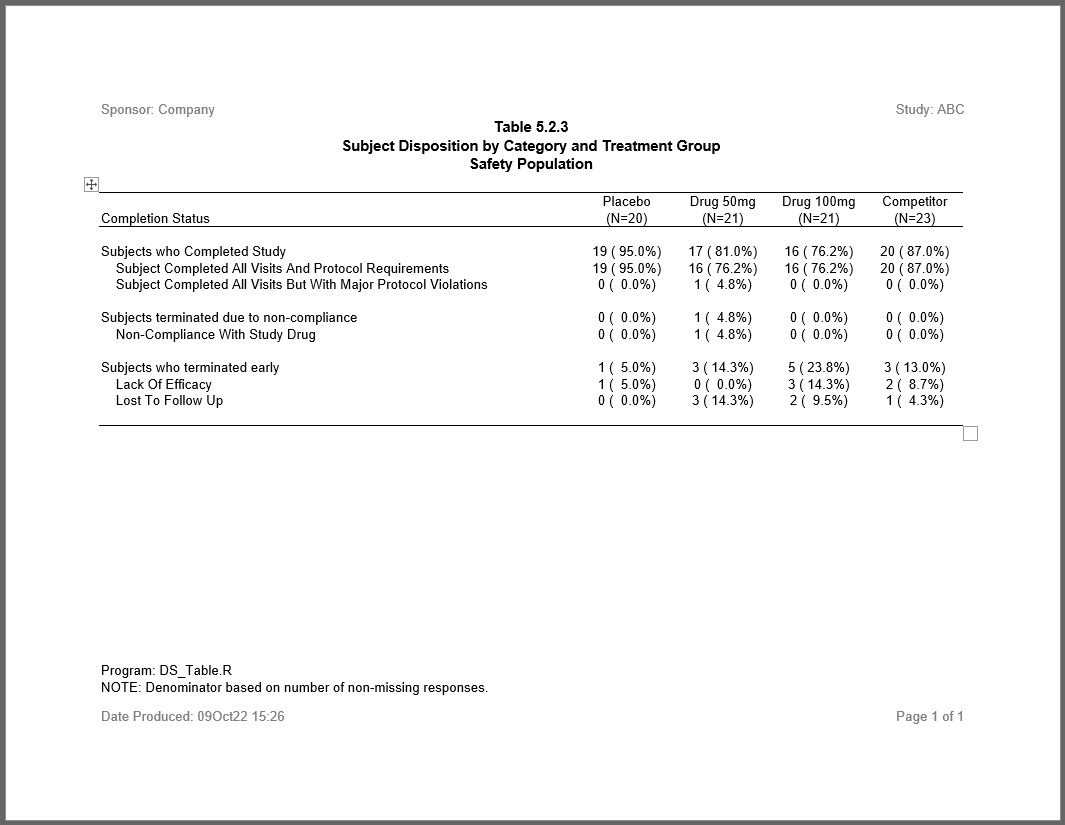 Sponsor: Company Study: ABC
Table 5.2.3
Subject Disposition by Category and Treatment Group
Safety Population
Placebo Drug 50mg Drug 100mg Competitor
Completion Status (N=20) (N=21) (N=21) (N=23)
Subjects who Completed Study 19 ( 95.0%) 17 ( 81.0%) 16 ( 76.2%) 20 ( 87.0%)
Subject Completed All Visits And Protocol Requirements 19 ( 95.0%) 16 ( 76.2%) 16 ( 76.2%) 20 ( 87.0%)
Subject Completed All Visits But With Major Protocol Violations 0 ( 0.0%) 1 ( 4.8%) 0 ( 0.0%) 0 ( 0.0%)
Subjects terminated due to non-compliance 0 ( 0.0%) 1 ( 4.8%) 0 ( 0.0%) 0 ( 0.0%)
Non-Compliance With Study Drug 0 ( 0.0%) 1 ( 4.8%) 0 ( 0.0%) 0 ( 0.0%)
Subjects who terminated early 1 ( 5.0%) 3 ( 14.3%) 5 ( 23.8%) 3 ( 13.0%)
Lack Of Efficacy 1 ( 5.0%) 0 ( 0.0%) 3 ( 14.3%) 2 ( 8.7%)
Lost To Follow Up 0 ( 0.0%) 3 ( 14.3%) 2 ( 9.5%) 1 ( 4.3%)
Program: DS_Table.R
NOTE: Denominator based on number of non-missing responses.
Date Produced: 09Oct22 15:26 Page 1 of 1